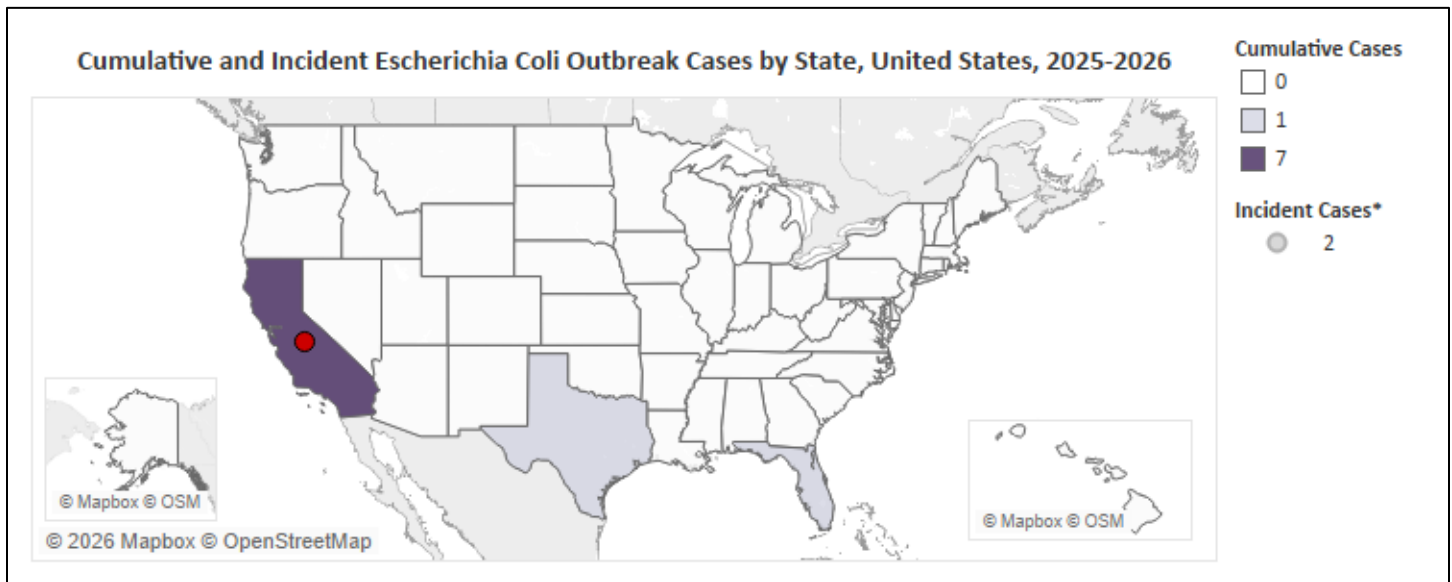 Cumulative and Incident Escherichia Coli Outbreak Cases by State, United States, 2025-2026
Cumulative Cases
0
1
7
Incident Cases*
2
© Mapbox © OSM
© 2026 Mapbox © OpenStreetMap
© Mapbox © OSM